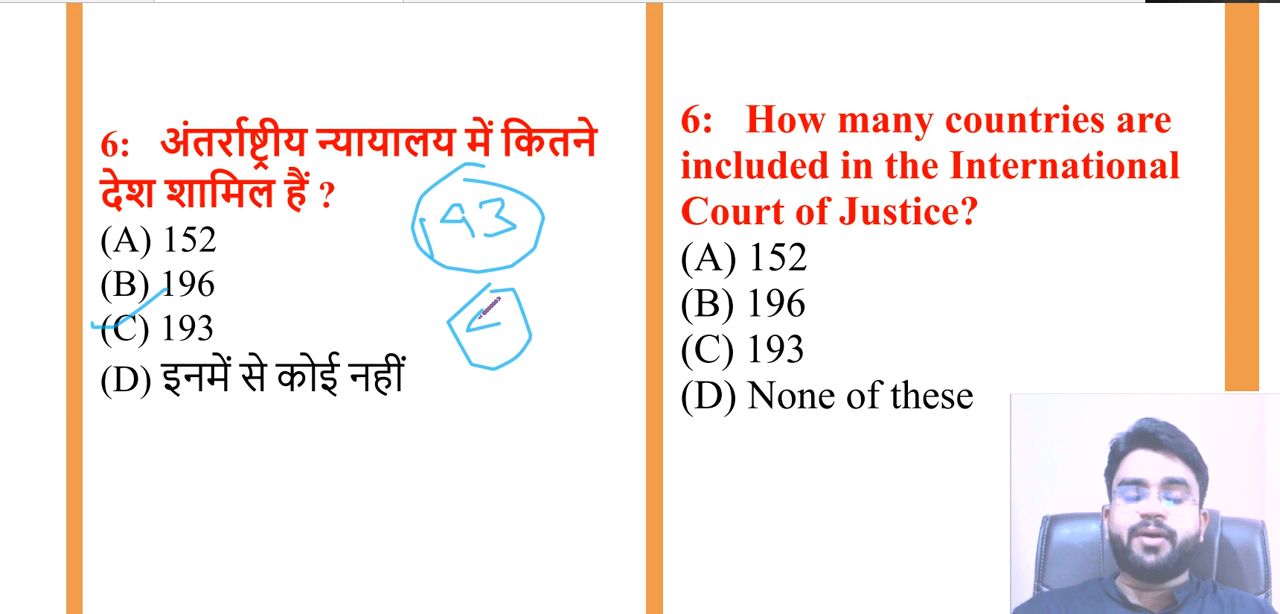 6: अंतर्राष्ट्रीय न्यायालय में कितने
देश शामिल हैं ?
(A) 152
(B) 196
(C) 193
(D) इनमें से कोई नहीं
193
C
6: How many countries are
included in the International
Court of Justice?
(A) 152
(B) 196
(C) 193
(D) None of these